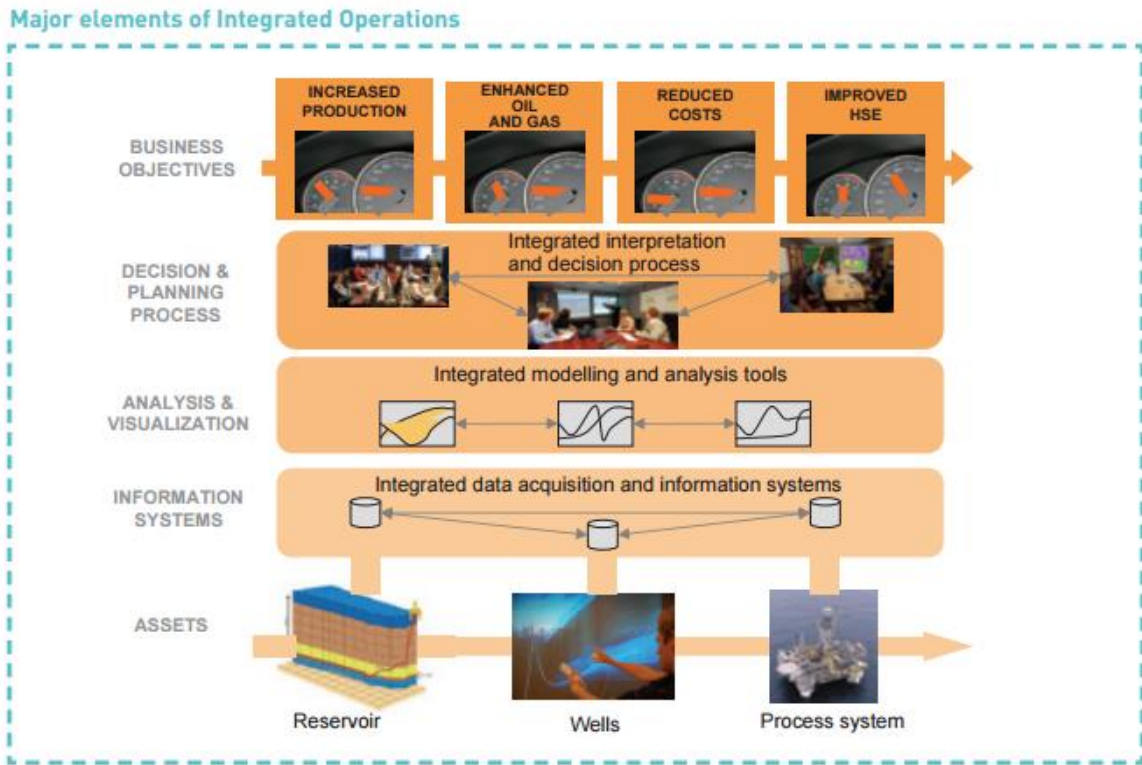 Major elements of Integrated Operations
INCREASED
PRODUCTION
ENHANCED
OIL
AND GAS
REDUCED
COSTS
IMPROVED
HSE
BUSINESS
OBJECTIVES
DECISION &
PLANNING
PROCESS
Integrated interpretation
and decision process
ANALYSIS &
VISUALIZATION
Integrated modelling and analysis tools
INFORMATION
SYSTEMS
Integrated data acquisition and information systems
ASSETS
Reservoir
Wells
Process system